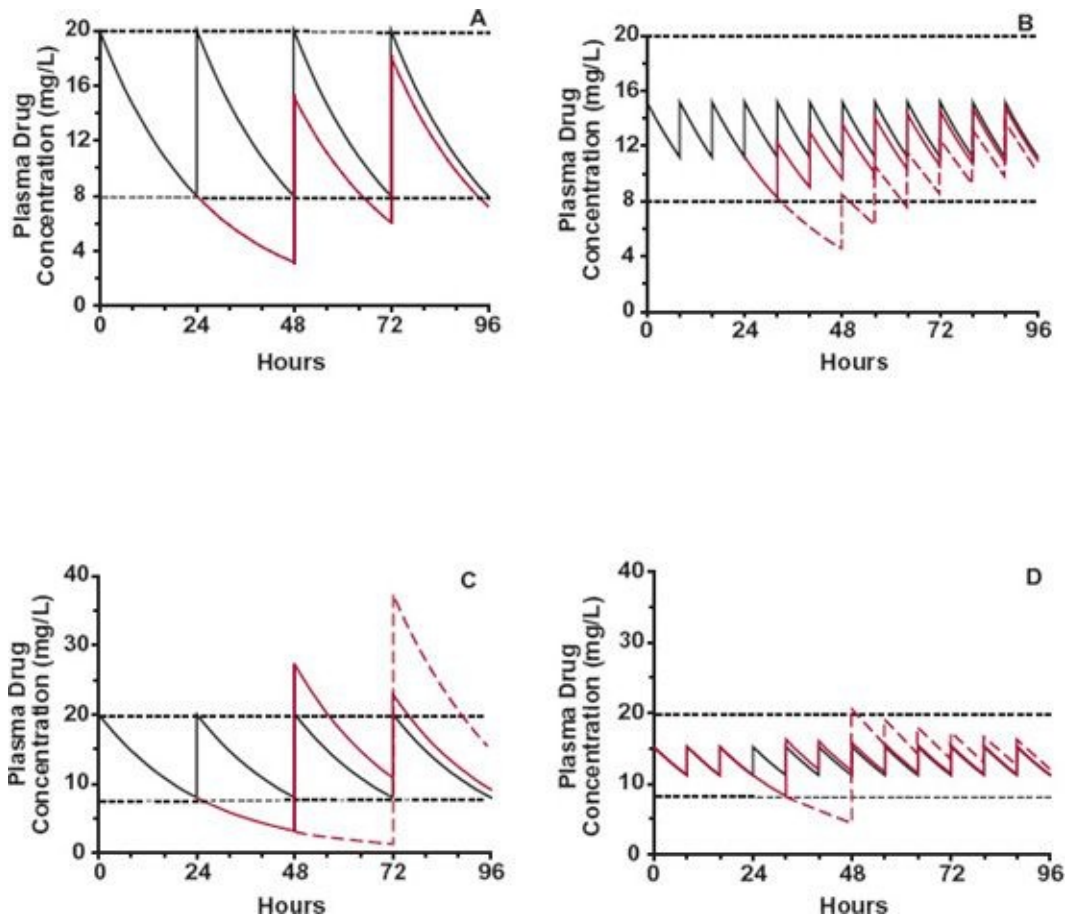 A
Plasma Drug
Concentration (mg/L)
20
16
12
8
4
0
0 24 48 72 96
Hours
B
Plasma Drug
Concentration (mg/L)
20
16
12
8
4
0
0 24 48 72 96
Hours
C
Plasma Drug
Concentration (mg/L)
40
30
20
10
0
0 24 48 72 96
Hours
D
Plasma Drug
Concentration (mg/L)
40
30
20
10
0
0 24 48 72 96
Hours